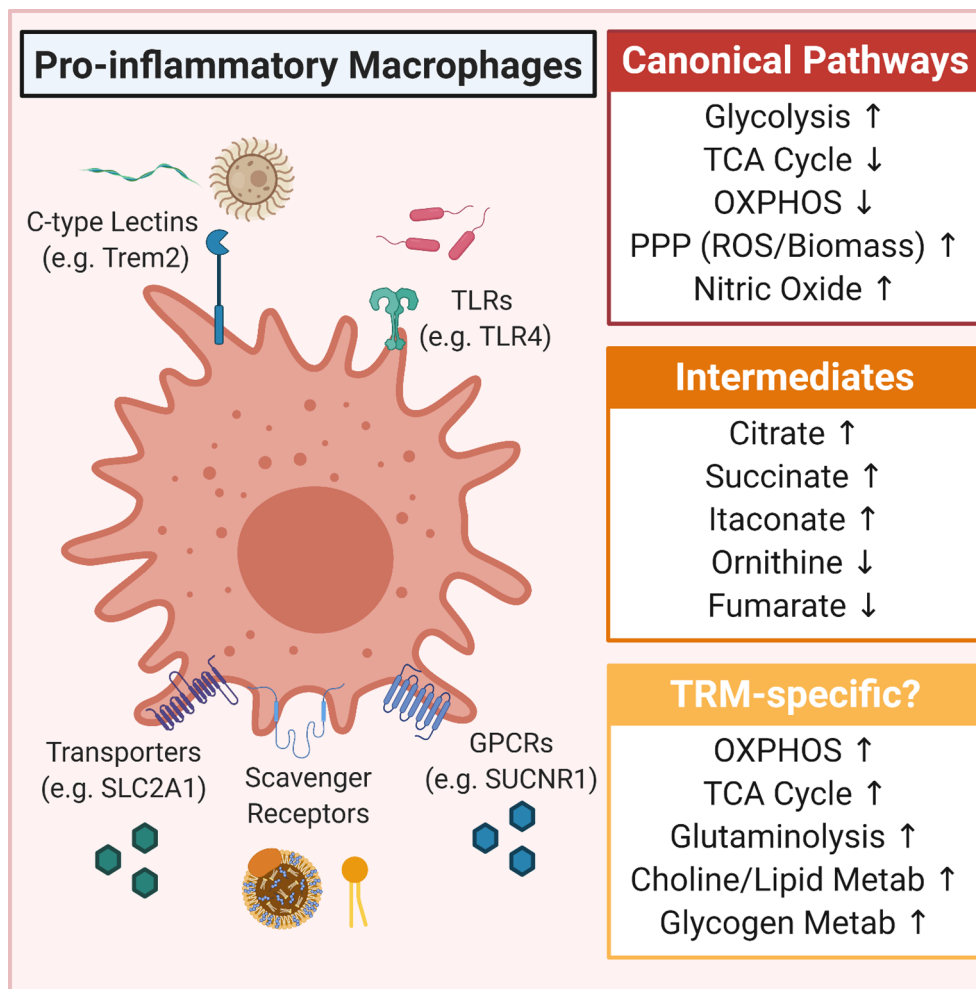 Pro-inflammatory Macrophages
C-type Lectins
(e.g. Trem2)
TLRs
(e.g. TLR4)
Transporters
(e.g. SLC2A1)
Scavenger
Receptors
GPCRs
(e.g. SUCNR1)
Canonical Pathways
Glycolysis ↑
TCA Cycle ↓
OXPHOS ↓
PPP (ROS/Biomass) ↑
Nitric Oxide ↑
Intermediates
Citrate ↑
Succinate ↑
Itaconate ↑
Ornithine ↓
Fumarate ↓
TRM-specific?
OXPHOS ↑
TCA Cycle ↑
Glutaminolysis ↑
Choline/Lipid Metab ↑
Glycogen Metab ↑